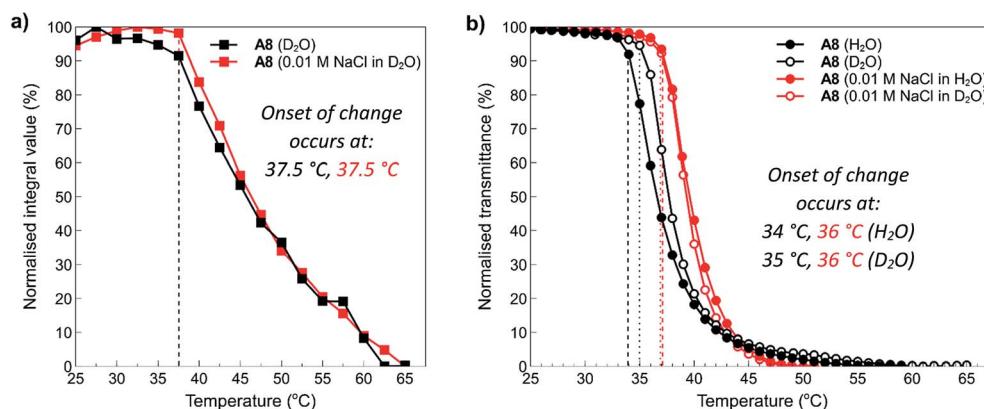 a)
100
90
80
70
60
50
40
30
20
10
0
Normalised integral value (%)
A8 (D₂O)
A8 (0.01 M NaCl in D₂O)
Onset of change
occurs at:
37.5 °C, 37.5 °C
25 30 35 40 45 50 55 60 65
Temperature (°C)
b)
100
90
80
70
60
50
40
30
20
10
0
Normalised transmittance (%)
A8 (H₂O)
A8 (D₂O)
A8 (0.01 M NaCl in H₂O)
A8 (0.01 M NaCl in D₂O)
Onset of change
occurs at:
34 °C, 36 °C (H₂O)
35 °C, 36 °C (D₂O)
25 30 35 40 45 50 55 60 65
Temperature (°C)